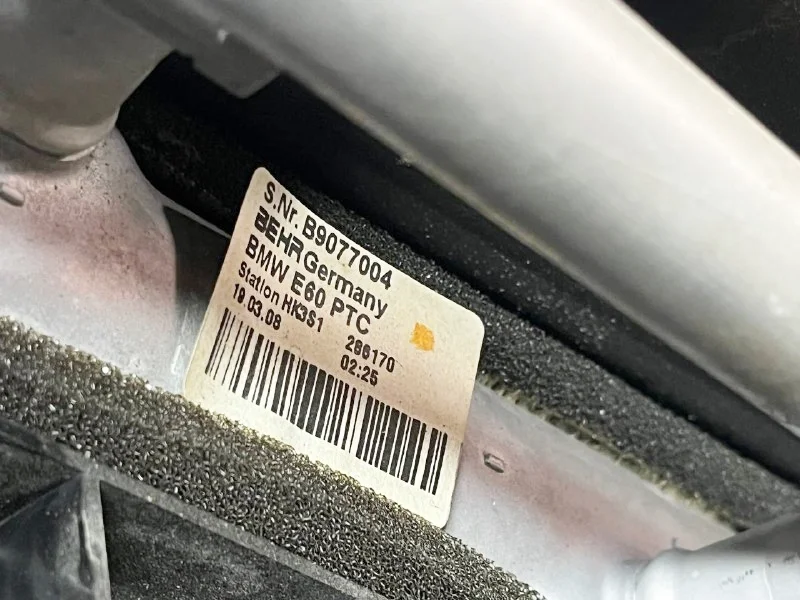 S.Nr. B9077004
BEHR Germany
BMW E60 PTC
Station HK3S1 286170
19.03.08 02:25